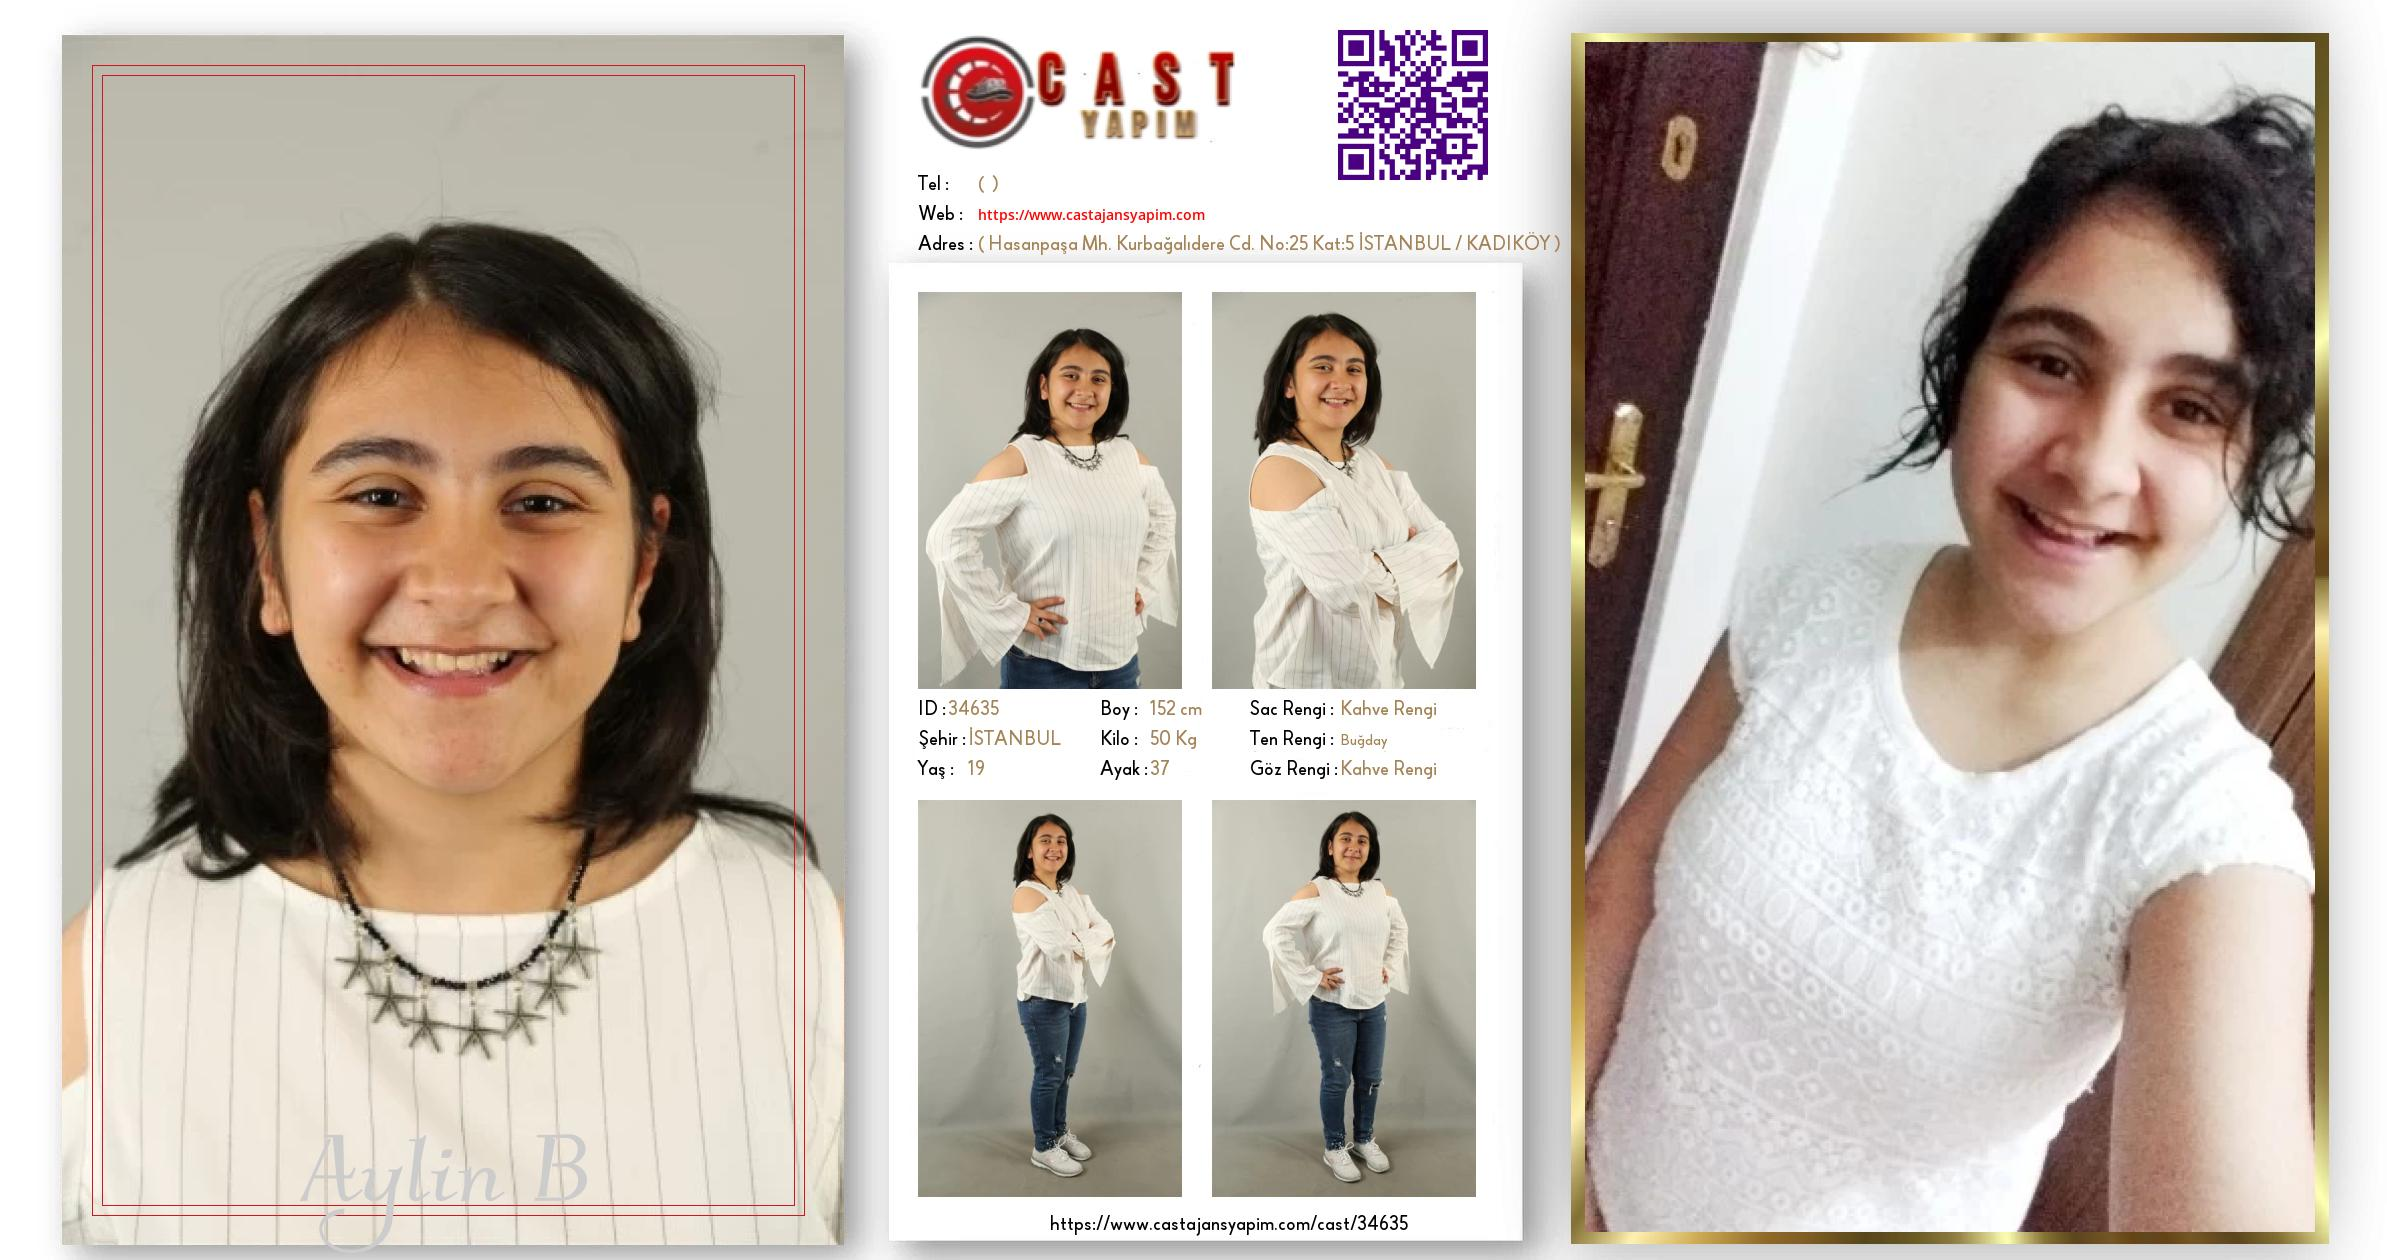 CAST
YAPIM
Tel : ( )
Web : https://www.castajansyapim.com
Adres : ( Hasanpaşa Mh. Kurbağalıdere Cd. No:25 Kat:5 İSTANBUL / KADIKÖY )
ID : 34635 Boy : 152 cm Sac Rengi : Kahve Rengi
Şehir : İSTANBUL Kilo : 50 Kg Ten Rengi : Buğday
Yaş : 19 Ayak : 37 Göz Rengi : Kahve Rengi
Aylin B
https://www.castajansyapim.com/cast/34635